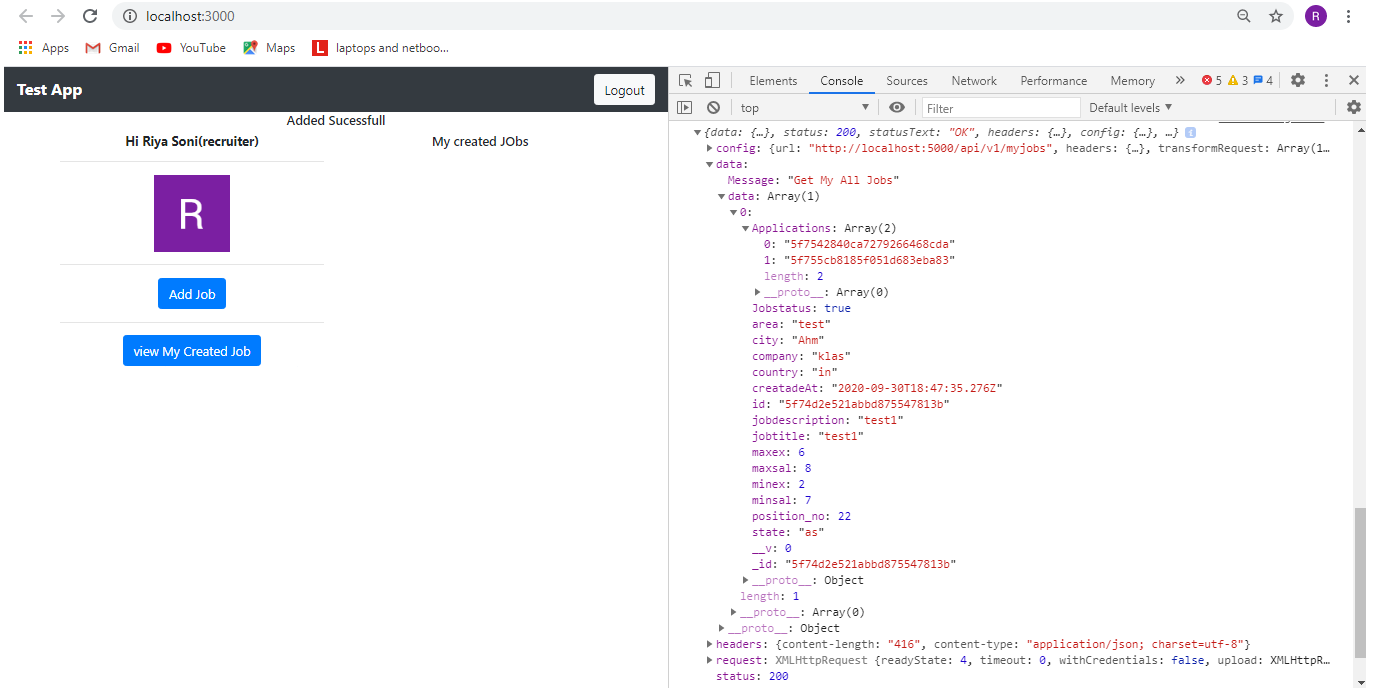 localhost:3000
R
Apps
Gmail
YouTube
Maps
L
laptops and netboo...
Test App
Logout
Added Sucessfull
Hi Riya Soni(recruiter)
My created JObs
R
Add Job
view My Created Job
Elements Console Sources Network Performance Memory » 5 3 4
top Filter Default levels
{data: {…}, status: 200, statusText: "OK", headers: {…}, config: {…}, …} i
config: {url: "http://localhost:5000/api/v1/myjobs", headers: {…}, transformRequest: Array(1…
data:
Message: "Get My All Jobs"
data: Array(1)
0:
Applications: Array(2)
0: "5f7542840ca7279266468cda"
1: "5f755cb8185f051d683eba83"
length: 2
__proto__: Array(0)
Jobstatus: true
area: "test"
city: "Ahm"
company: "klas"
country: "in"
creatadeAt: "2020-09-30T18:47:35.276Z"
id: "5f74d2e521abbd875547813b"
jobdescription: "test1"
jobtitle: "test1"
maxex: 6
maxsal: 8
minex: 2
minsal: 7
position_no: 22
state: "as"
__v: 0
_id: "5f74d2e521abbd875547813b"
__proto__: Object
length: 1
__proto__: Array(0)
__proto__: Object
headers: {content-length: "416", content-type: "application/json; charset=utf-8"}
request: XMLHttpRequest {readyState: 4, timeout: 0, withCredentials: false, upload: XMLHttpR…
status: 200